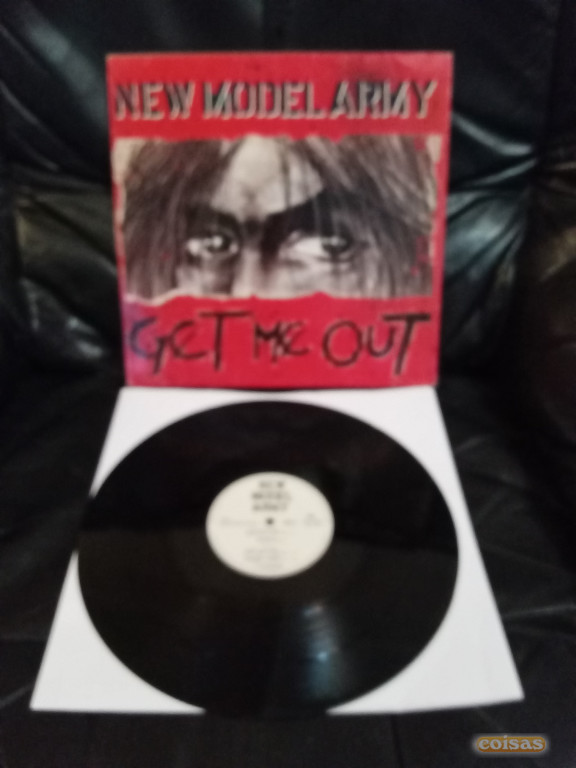 NEW MODEL ARMY
GET ME OUT
NEW
MODEL
ARMY
coisas